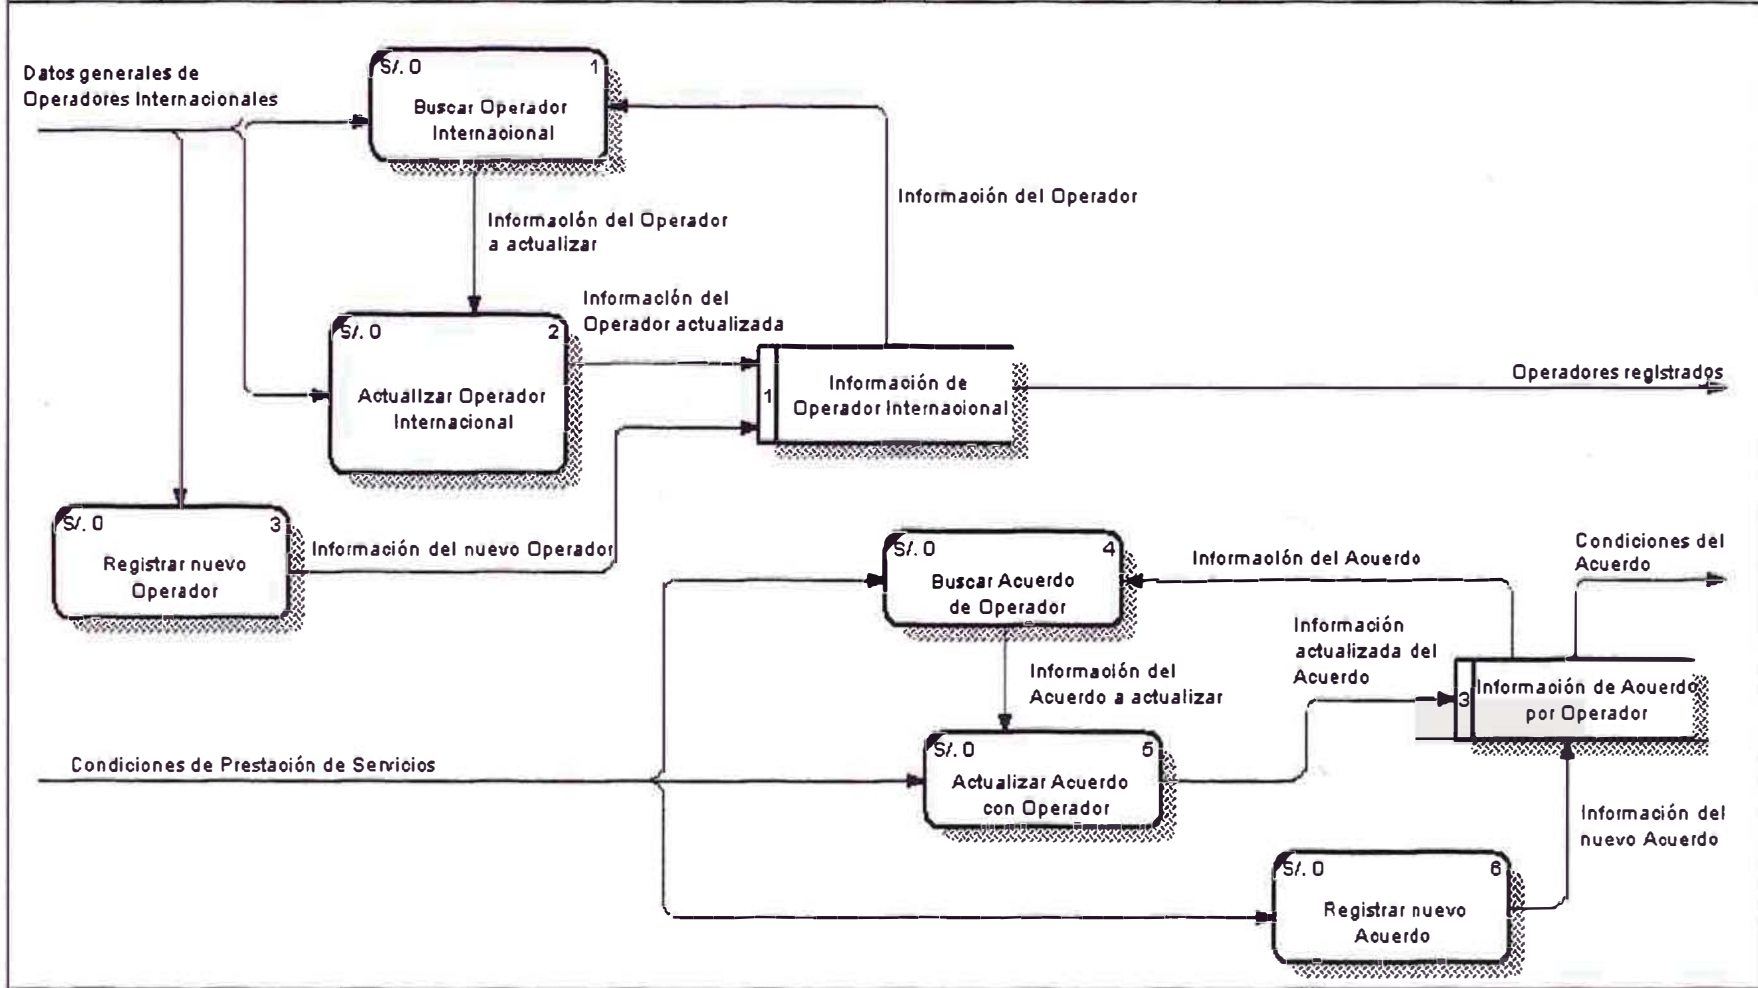 Datos generales de
Operadores Internacionales
S/. 0 1
Buscar Operador
Internacional
Información del Operador
Información del Operador
a actualizar
Información del
Operador actualizada
S/. 0 2
Actualizar Operador
Internacional
1
Información de
Operador Internacional
Operadores registrados
S/. 0 3
Registrar nuevo
Operador
Información del nuevo Operador
S/. 0 4
Buscar Acuerdo
de Operador
Información del Acuerdo
Condiciones del
Acuerdo
Información
actualizada del
Acuerdo
Información del
Acuerdo a actualizar
3
Información de Acuerdo
por Operador
Condiciones de Prestación de Servicios
S/. 0 5
Actualizar Acuerdo
con Operador
Información del
nuevo Acuerdo
S/. 0 6
Registrar nuevo
Acuerdo